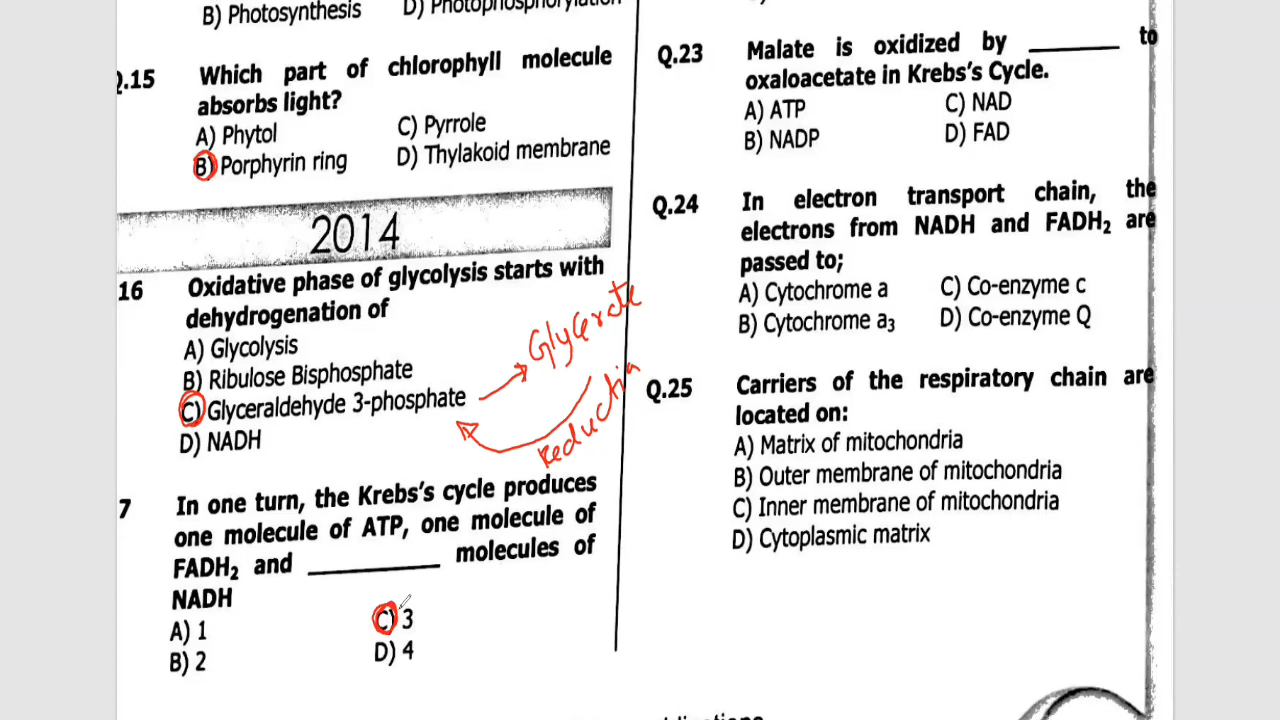 B) Photosynthesis D) Photophosphorylation
Q.15 Which part of chlorophyll molecule
absorbs light?
A) Phytol C) Pyrrole
B) Porphyrin ring D) Thylakoid membrane
2014
16 Oxidative phase of glycolysis starts with
dehydrogenation of
A) Glycolysis
B) Ribulose Bisphosphate
C) Glyceraldehyde 3-phosphate
D) NADH
Glycerate
Reduction
7 In one turn, the Krebs's cycle produces
one molecule of ATP, one molecule of
FADH₂ and ________ molecules of
NADH
A) 1 C) 3
B) 2 D) 4
Q.23 Malate is oxidized by ________ to
oxaloacetate in Krebs's Cycle.
A) ATP C) NAD
B) NADP D) FAD
Q.24 In electron transport chain, the
electrons from NADH and FADH₂ are
passed to;
A) Cytochrome a C) Co-enzyme c
B) Cytochrome a₃ D) Co-enzyme Q
Q.25 Carriers of the respiratory chain are
located on:
A) Matrix of mitochondria
B) Outer membrane of mitochondria
C) Inner membrane of mitochondria
D) Cytoplasmic matrix